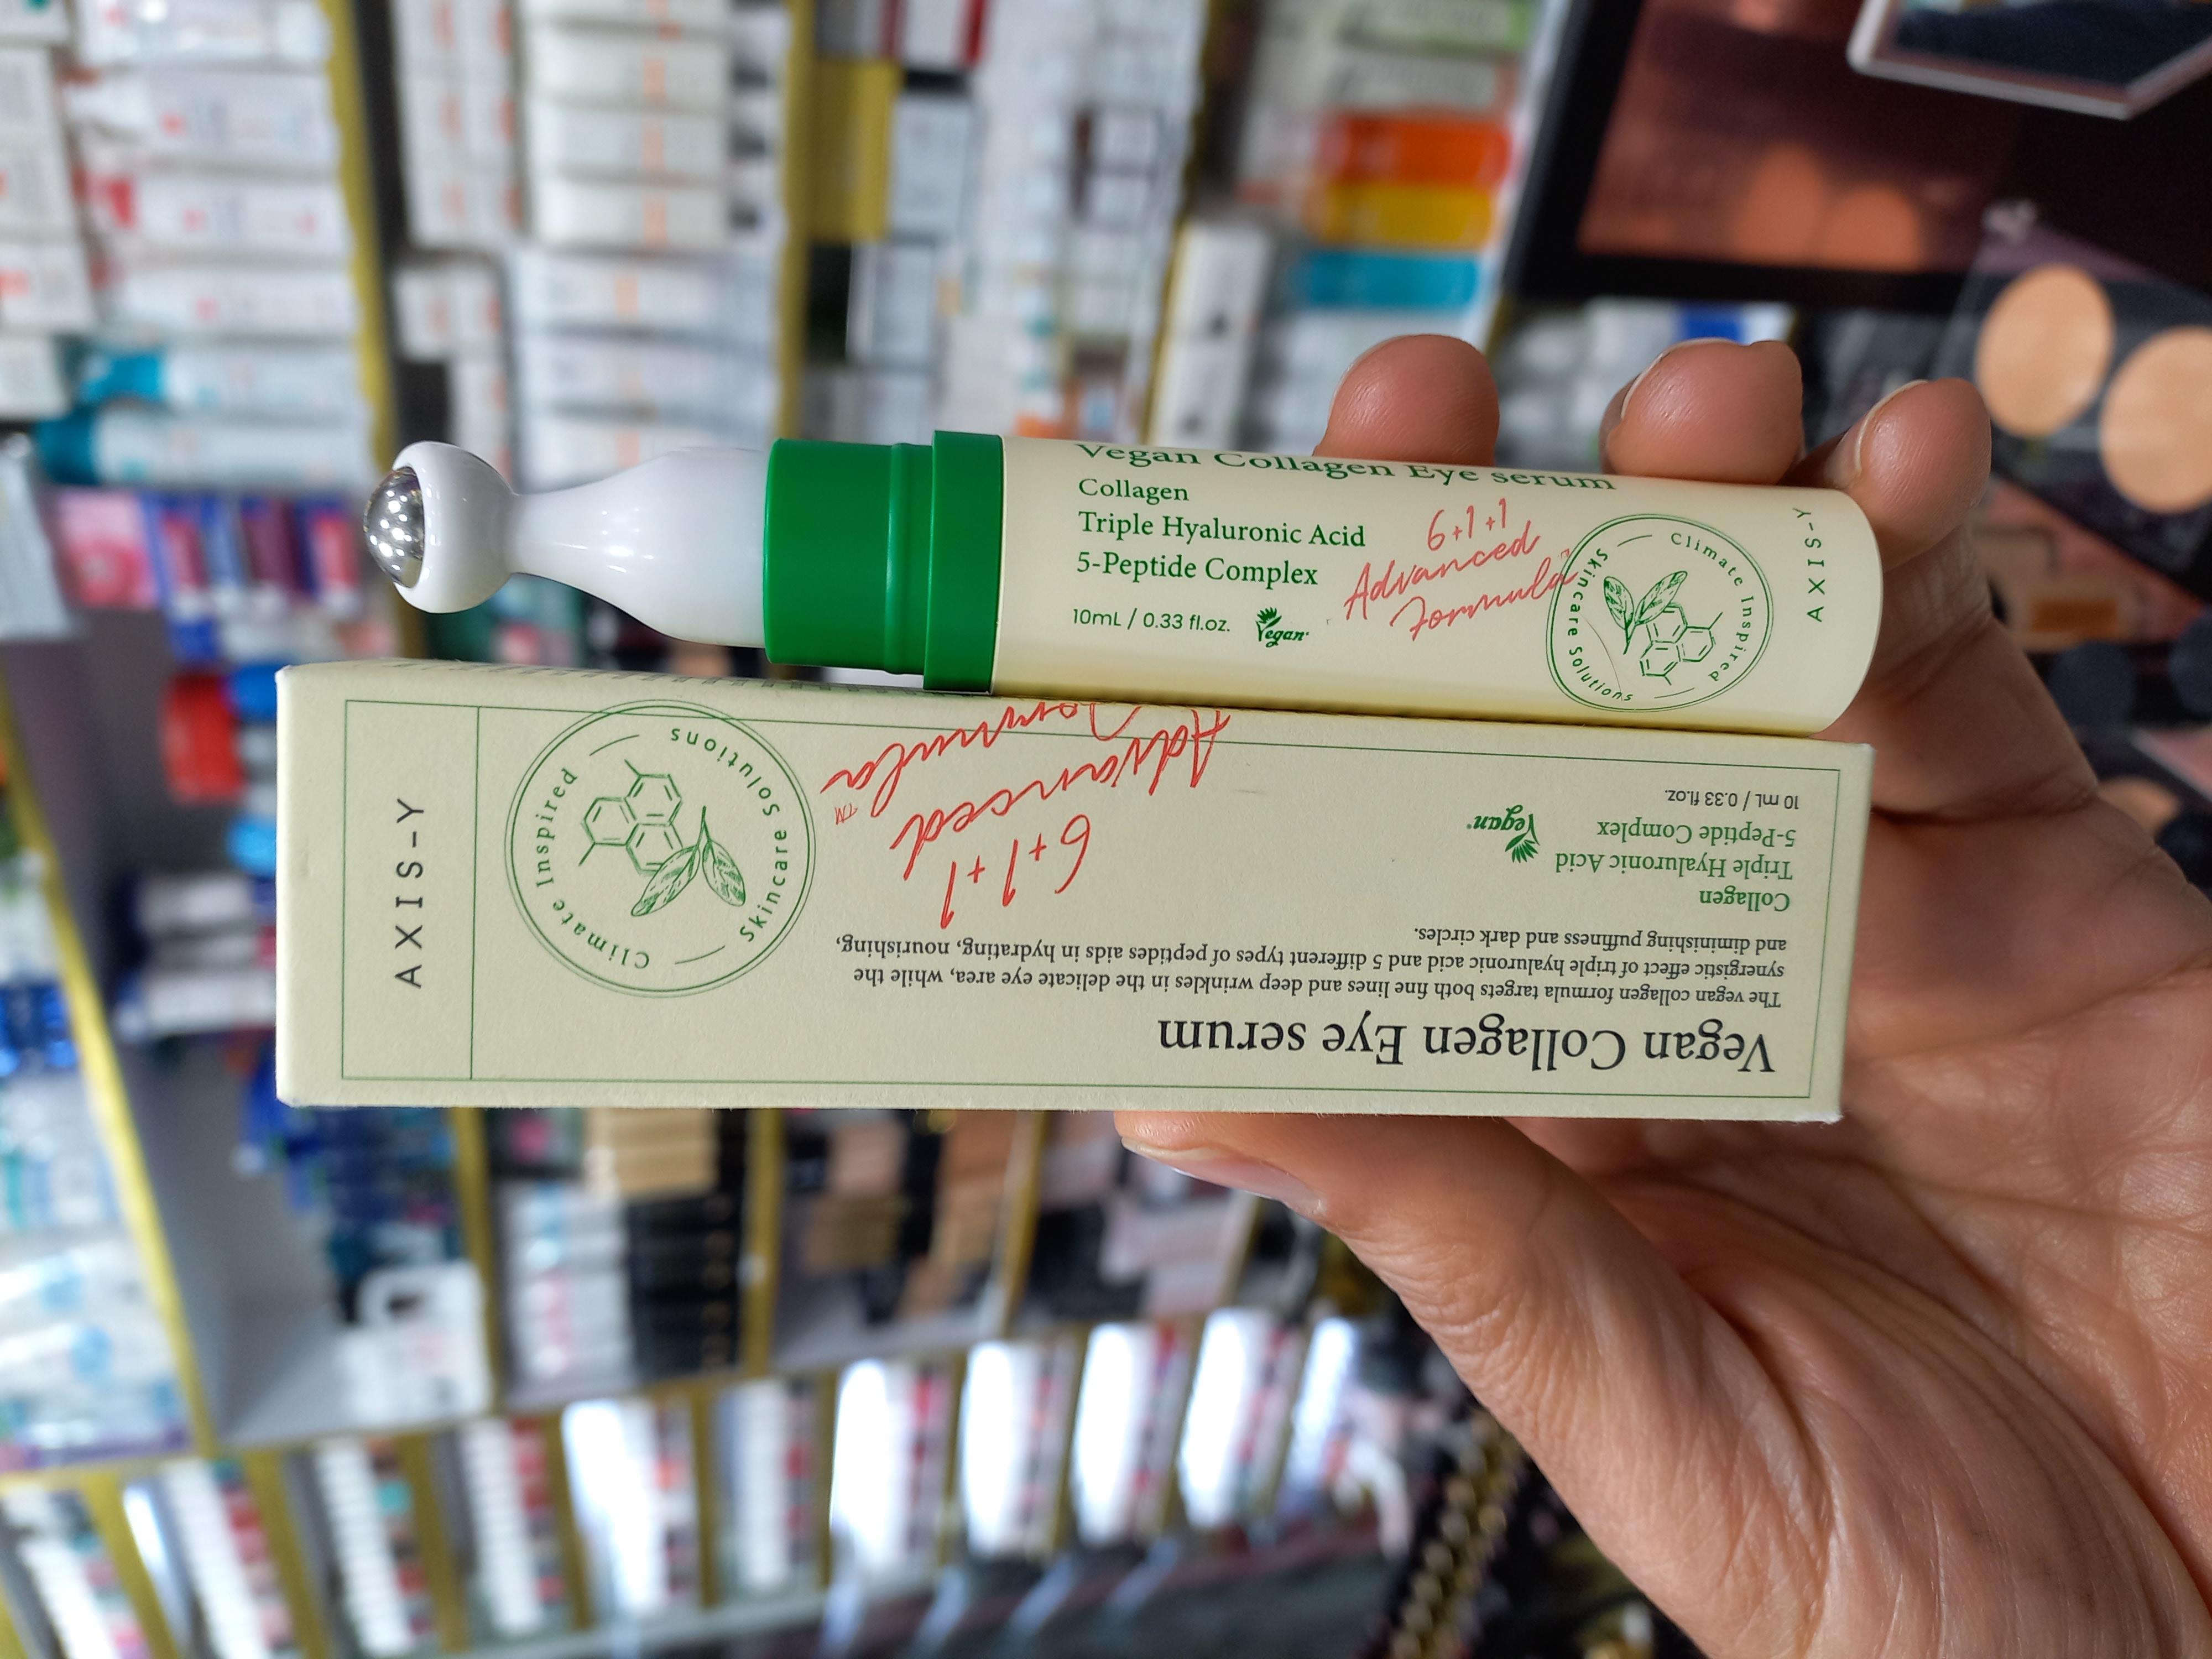 Vegan Collagen Eye serum
Collagen
Triple Hyaluronic Acid
5-Peptide Complex
10mL / 0.33 fl.oz.
Vegan
6+1+1
Advanced
Formula
Climate Inspired
Skincare Solutions
AXIS-Y
Vegan Collagen Eye serum
The vegan collagen formula targets both fine lines and deep wrinkles in the delicate eye area, while the
synergistic effect of triple hyaluronic acid and 5 different types of peptides aids in hydrating, nourishing,
and diminishing puffiness and dark circles.
Collagen
Triple Hyaluronic Acid
5-Peptide Complex
10 mL / 0.33 fl.oz.
Vegan
6+1+1
Advanced
Formula™
Climate Inspired
Skincare Solutions
AXIS-Y